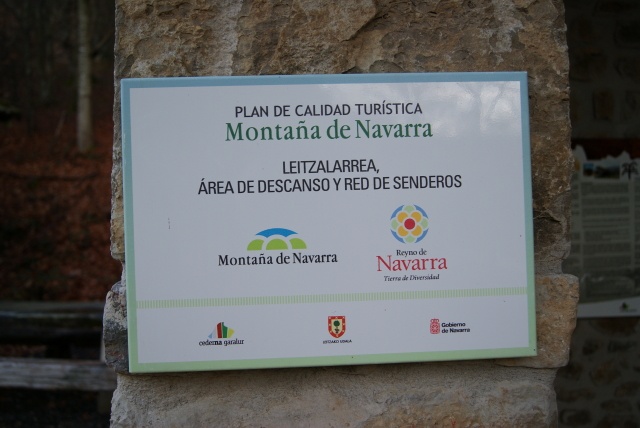 PLAN DE CALIDAD TURÍSTICA
Montaña de Navarra
LEITZALARREA,
ÁREA DE DESCANSO Y RED DE SENDEROS
Montaña de Navarra
Reyno de
Navarra
Tierra de Diversidad
cederna garalur
Gobierno
de Navarra